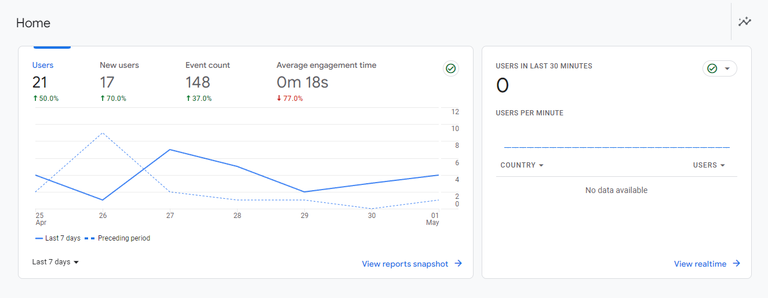 Home
Users
21
↑ 50.0%
New users
17
↑ 70.0%
Event count
148
↑ 37.0%
Average engagement time
0m 18s
↓ 77.0%
12
10
8
6
4
2
0
25
Apr
26
27
28
29
30
01
May
Last 7 days
Preceding period
Last 7 days
View reports snapshot
USERS IN LAST 30 MINUTES
0
USERS PER MINUTE
COUNTRY
USERS
No data available
View realtime